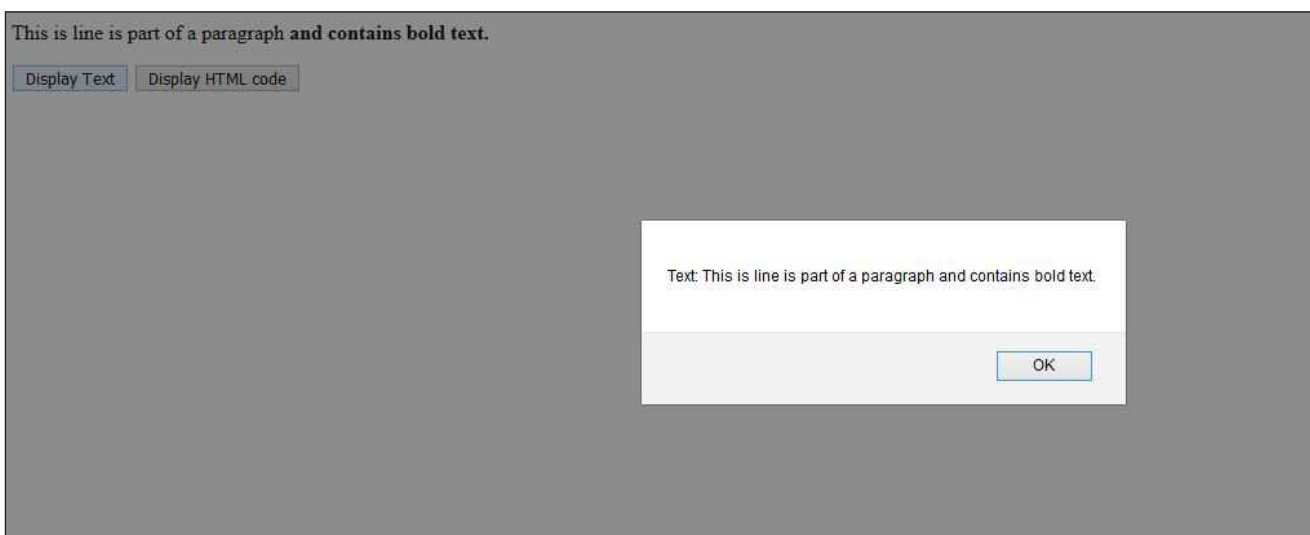 This is line is part of a paragraph and contains bold text.
Display Text Display HTML code
Text: This is line is part of a paragraph and contains bold text.
OK